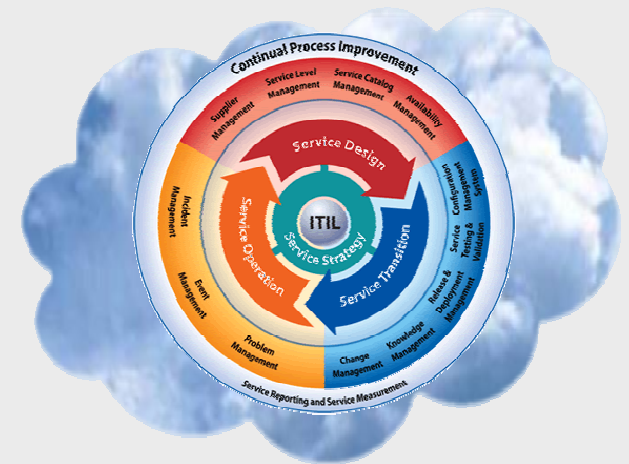 Continual Process Improvement
Supplier
Management
Service Level
Management
Service Catalog
Management
Availability
Management
Configuration
Management
System
Service
Testing &
Validation
Release &
Deployment
Management
Knowledge
Management
Change
Management
Problem
Management
Event
Management
Incident
Management
Service Design
Service Transition
Service Operation
Service Strategy
ITIL
Service Reporting and Service Measurement